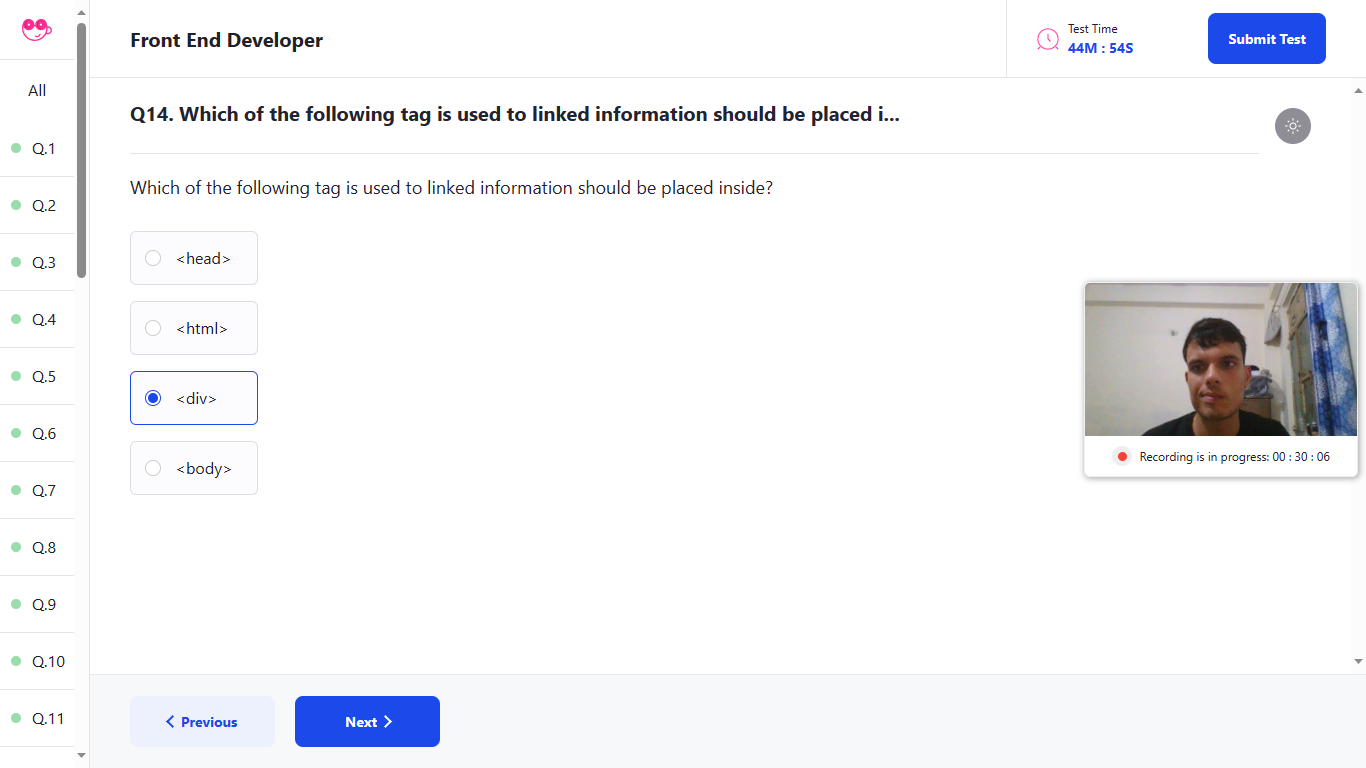 Front End Developer
Test Time
44M : 54S
Submit Test
All
Q.1
Q.2
Q.3
Q.4
Q.5
Q.6
Q.7
Q.8
Q.9
Q.10
Q.11
Q14. Which of the following tag is used to linked information should be placed i...
Which of the following tag is used to linked information should be placed inside?
<head>
<html>
<div>
<body>
Recording is in progress: 00 : 30 : 06
Previous
Next